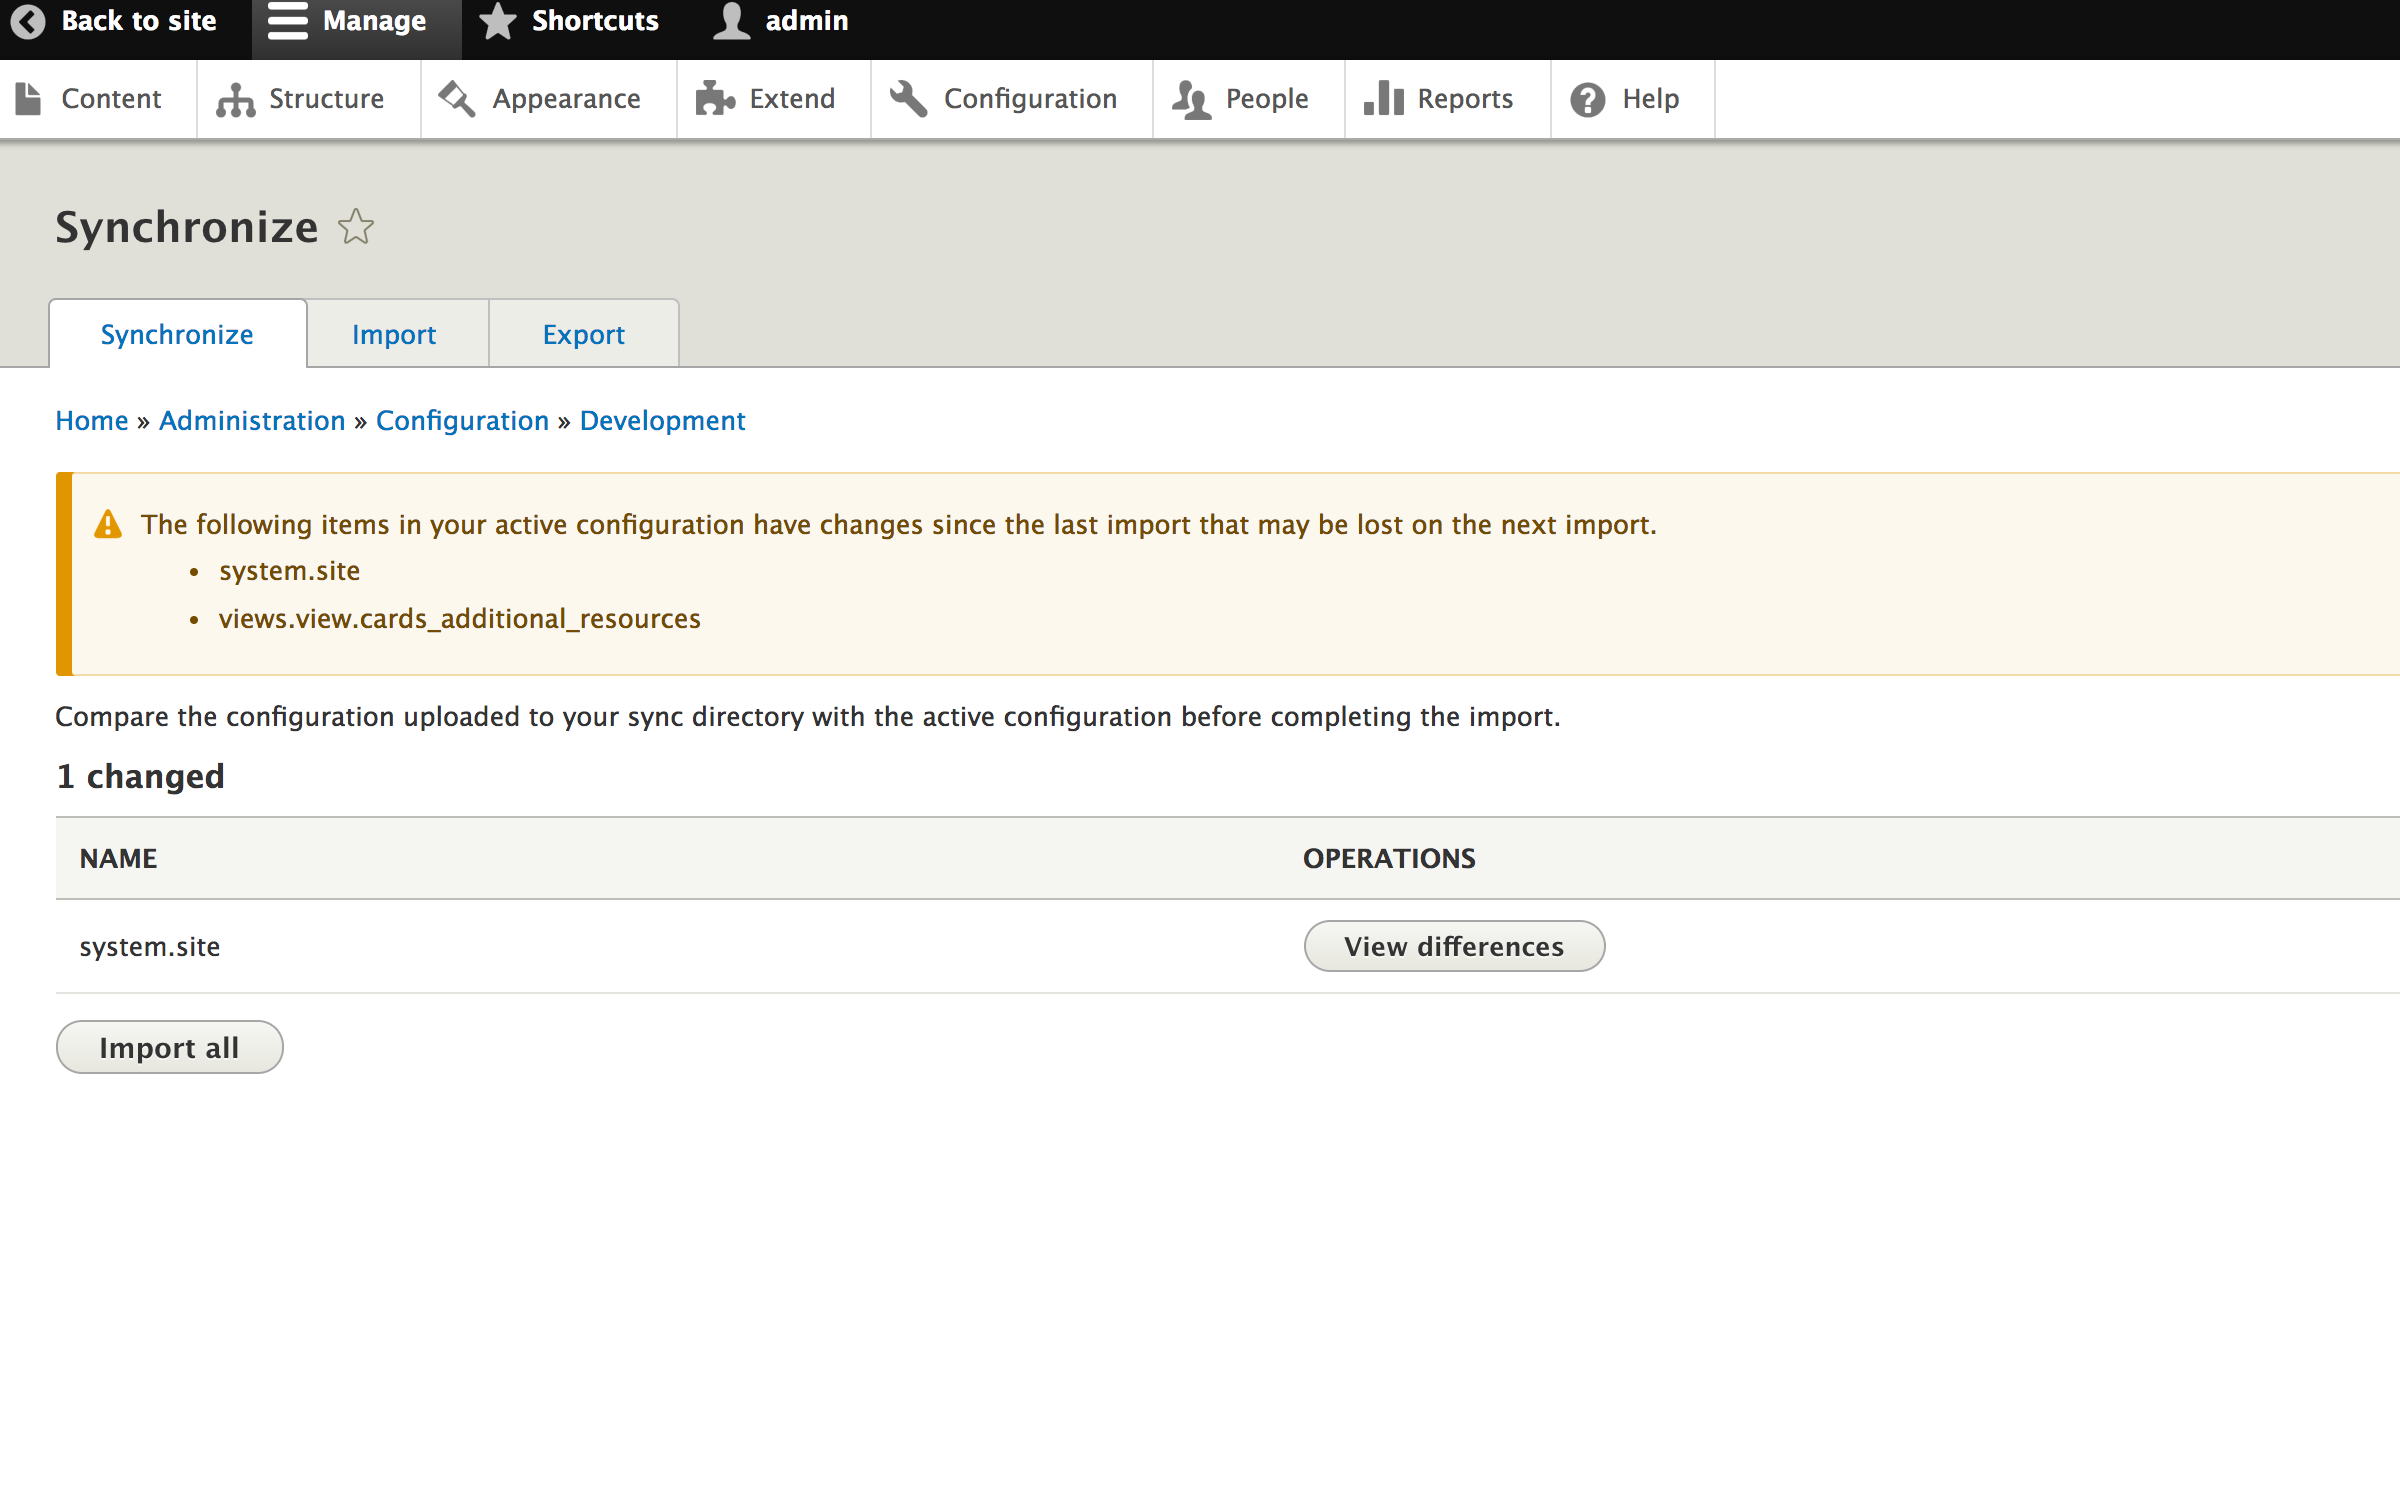 Back to site Manage Shortcuts admin
Content Structure Appearance Extend Configuration People Reports Help
Synchronize
Synchronize Import Export
Home » Administration » Configuration » Development
The following items in your active configuration have changes since the last import that may be lost on the next import.
• system.site
• views.view.cards_additional_resources
Compare the configuration uploaded to your sync directory with the active configuration before completing the import.
1 changed
NAME OPERATIONS
system.site View differences
Import all